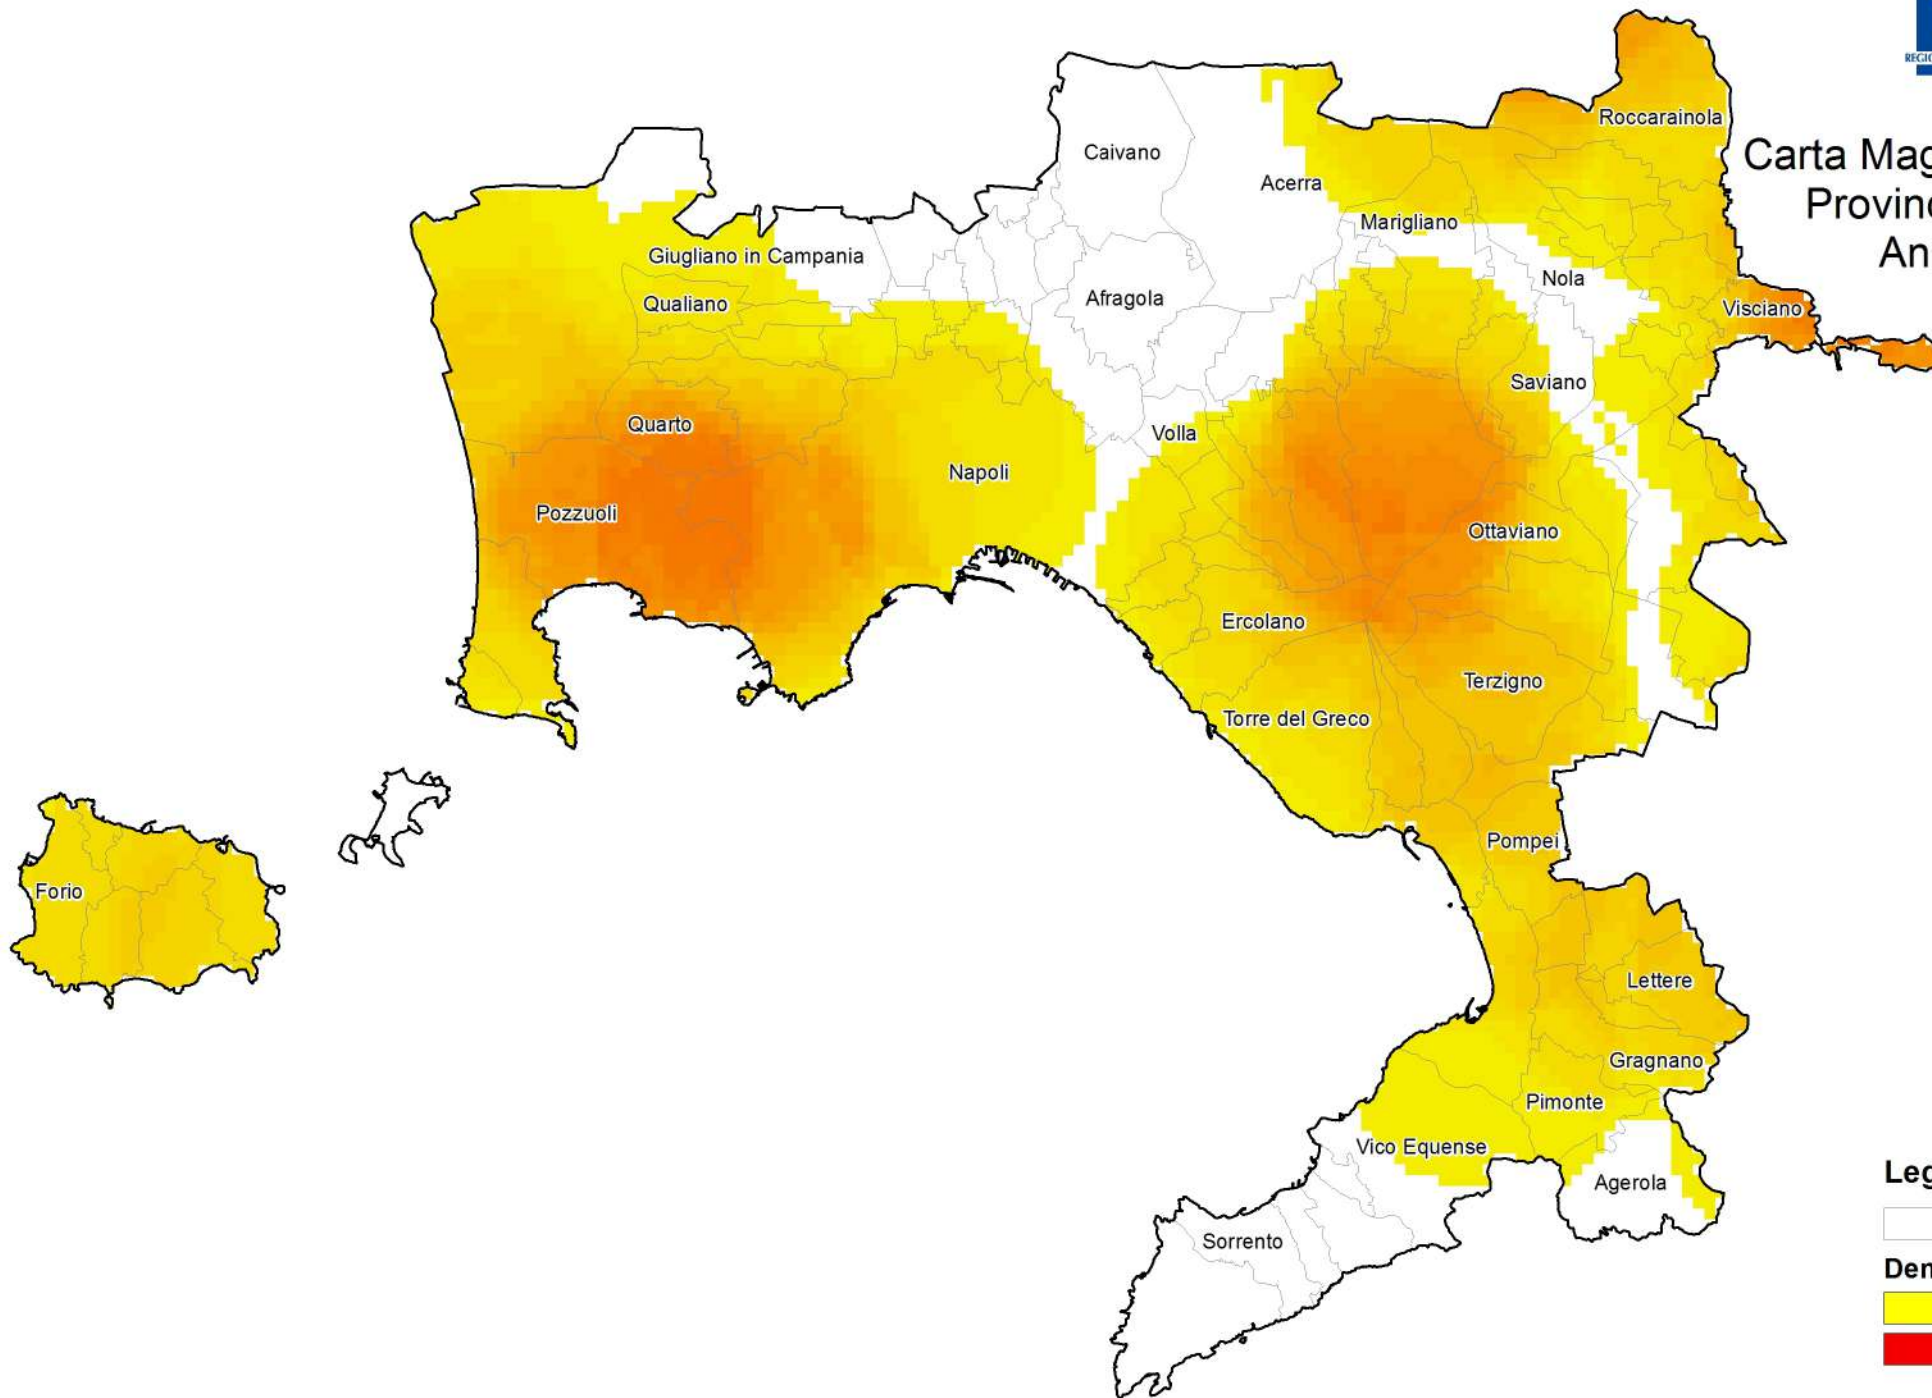 REGIO
Carta Mag
Provinc
An
Roccarainola
Caivano
Acerra
Marigliano
Giugliano in Campania
Nola
Afragola
Qualiano
Visciano
Saviano
Quarto
Volla
Napoli
Pozzuoli
Ottaviano
Ercolano
Terzigno
Torre del Greco
Pompei
Forio
Lettere
Gragnano
Pimonte
Vico Equense
Agerola
Sorrento
Leg
Den